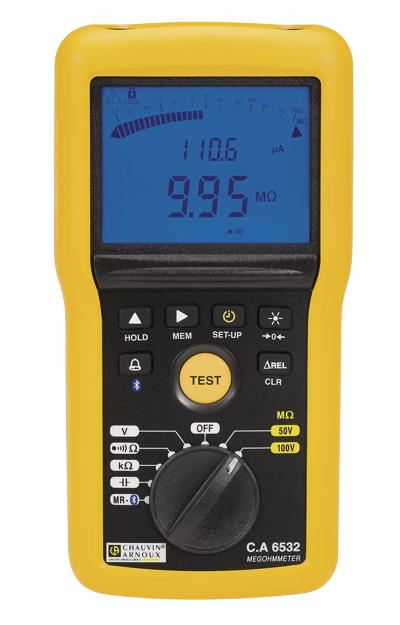 LOCK
MΩ
110.6 μA
9.95 MΩ
HOLD
MEM
SET-UP
→0←
ΔREL
CLR
TEST
MΩ
OFF
V
50V
Ω
100V
kΩ
MR-
CHAUVIN®
ARNOUX
C.A 6532
MEGOHMMETER